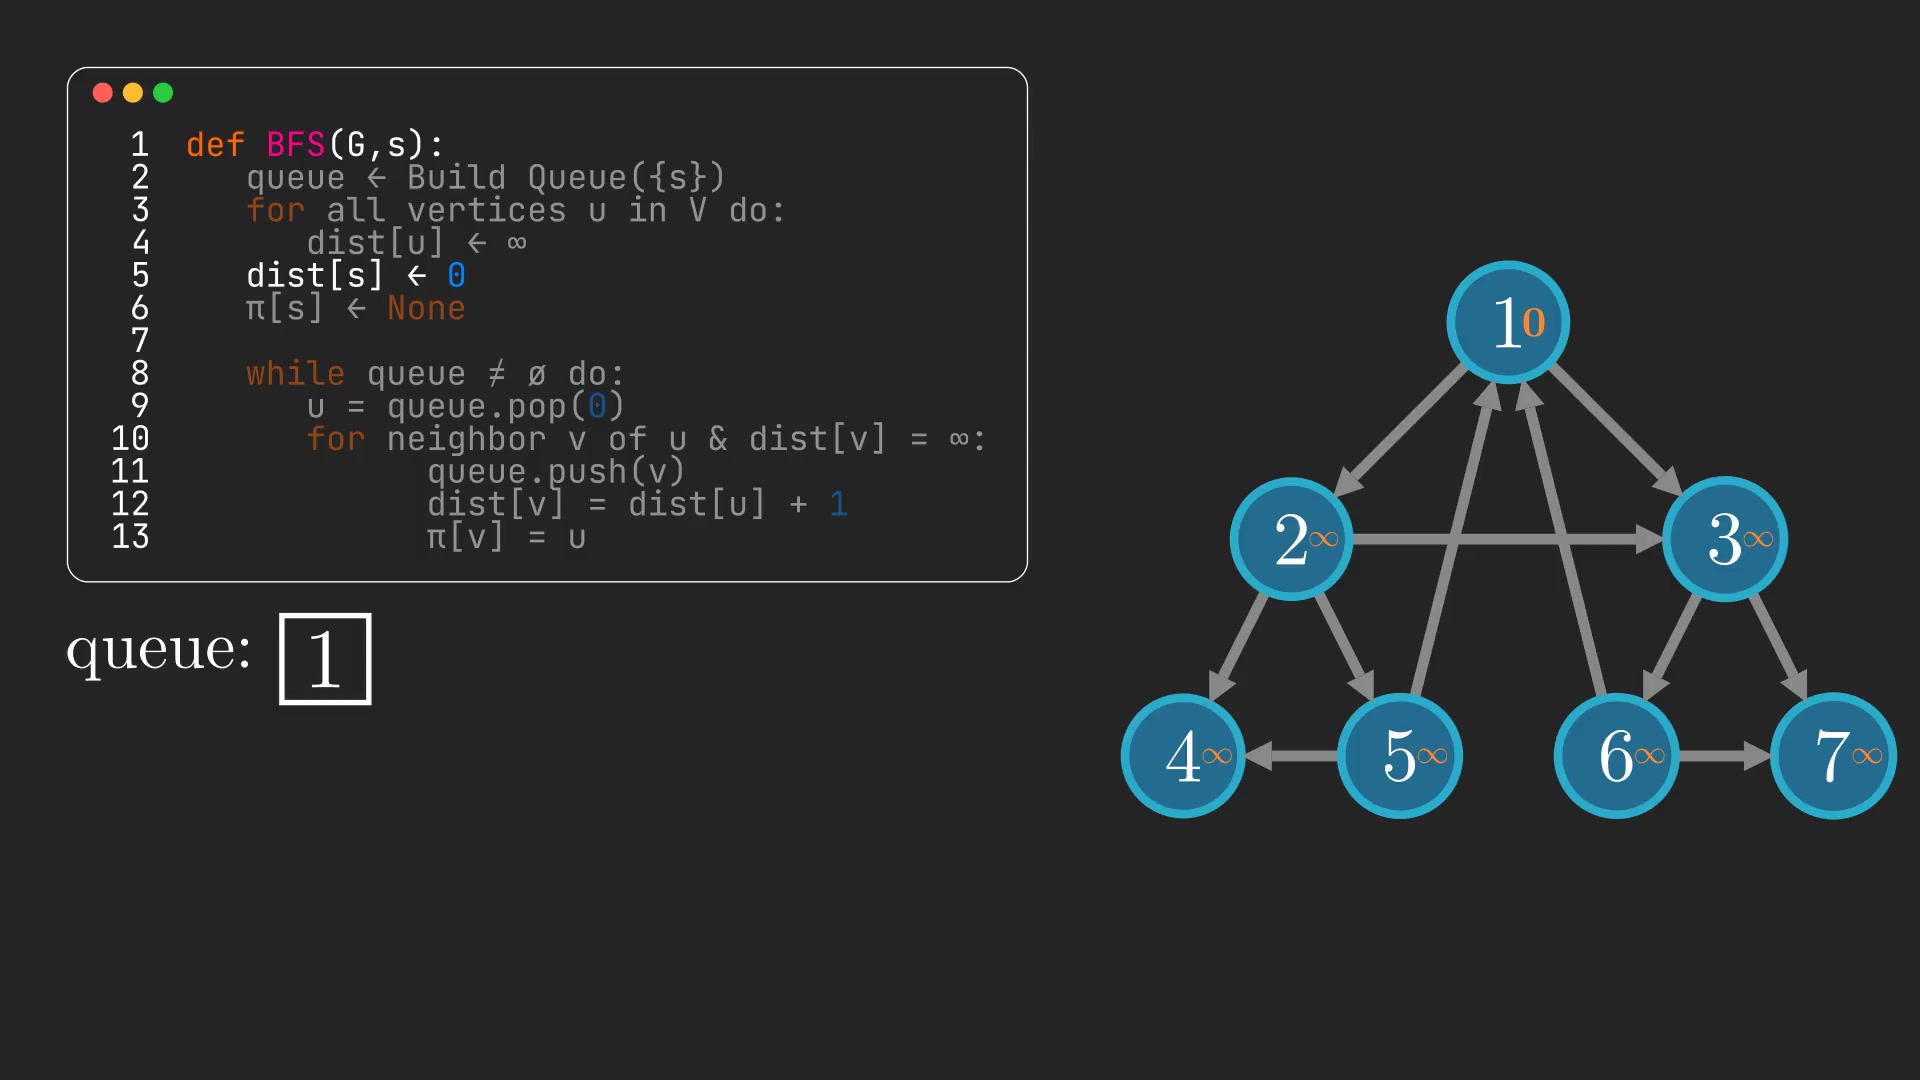 1 def BFS(G,s):
2 queue ← Build Queue({s})
3 for all vertices u in V do:
4 dist[u] ← ∞
5 dist[s] ← 0
6 π[s] ← None
7
8 while queue ≠ ø do:
9 u = queue.pop(0)
10 for neighbor v of u & dist[v] = ∞:
11 queue.push(v)
12 dist[v] = dist[u] + 1
13 π[v] = u
queue: 1
1 0
2 ∞ 3 ∞
4 ∞ 5 ∞ 6 ∞ 7 ∞